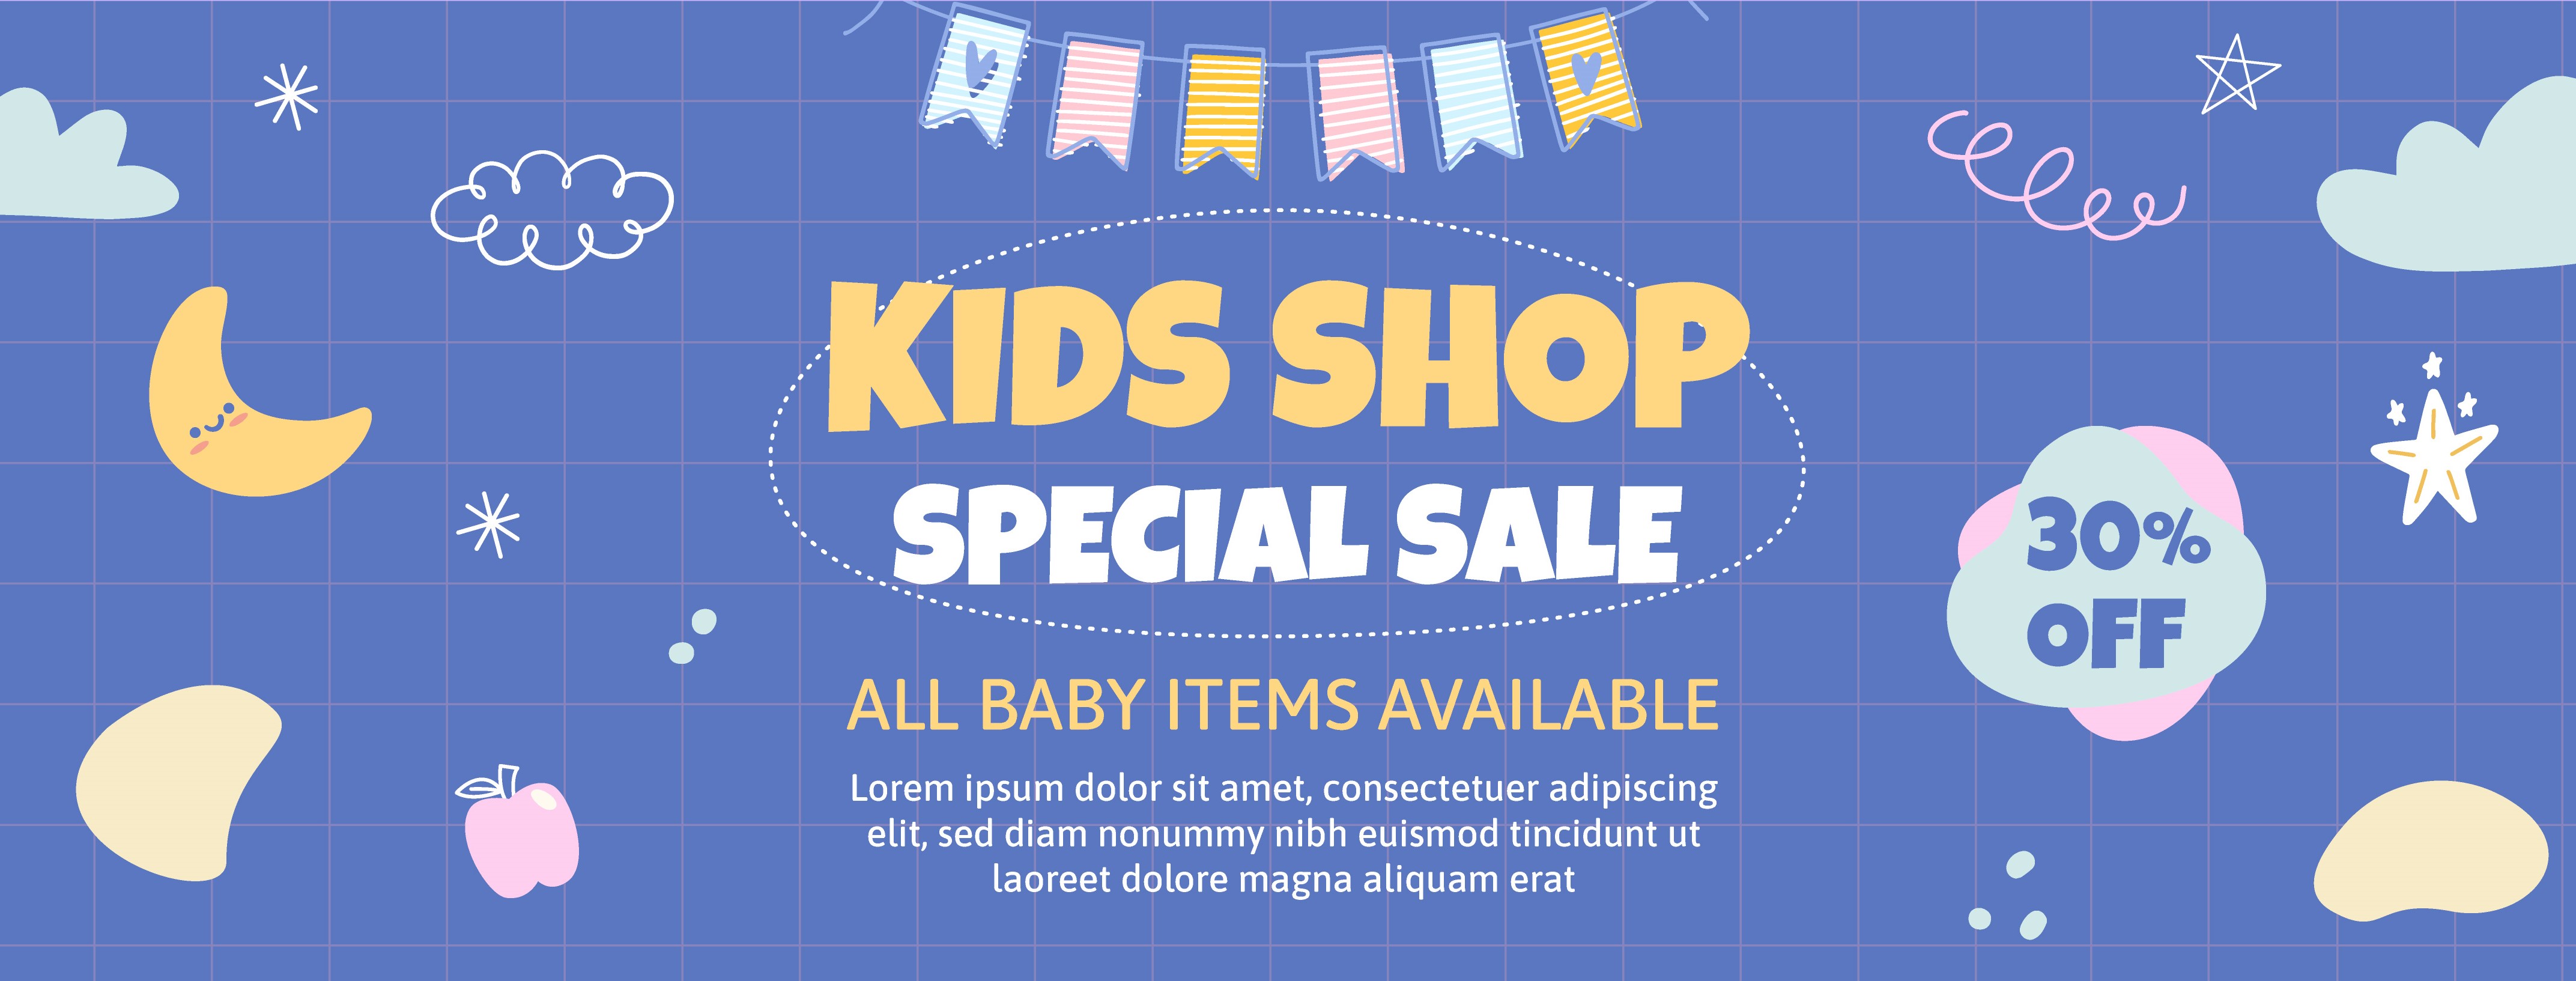 KIDS SHOP
SPECIAL SALE
30%
OFF
ALL BABY ITEMS AVAILABLE
Lorem ipsum dolor sit amet, consectetuer adipiscing
elit, sed diam nonummy nibh euismod tincidunt ut
laoreet dolore magna aliquam erat